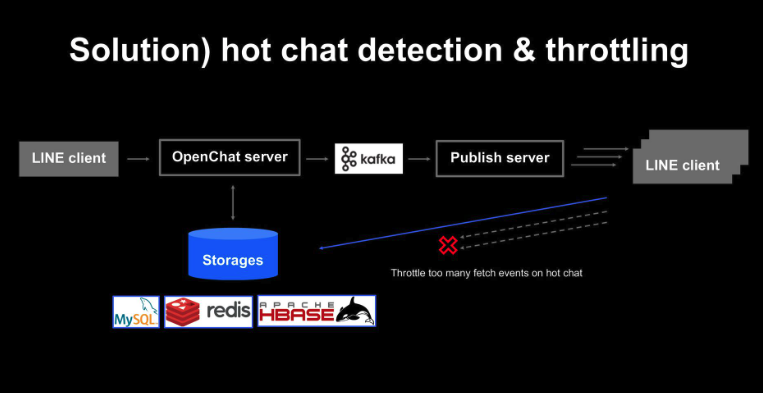 Solution) hot chat detection & throttling
LINE client
OpenChat server
kafka
Publish server
LINE client
Storages
Throttle too many fetch events on hot chat
MySQL
redis
APACHE
HBASE